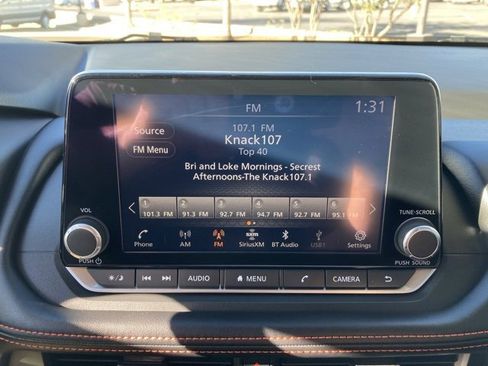 FM
1:31
Source
107.1 FM
Knack107
FM Menu
Top 40
Bri and Loke Mornings - Secrest
Afternoons-The Knack107.1
1 2 3 4 5 6
101.3 FM 91.3 FM 92.7 FM 94.7 FM 92.7 FM 95.1 FM
VOL
TUNE·SCROLL
Phone AM FM SiriusXM BT Audio USB1 Settings
PUSH
PUSH SOUND
AUDIO MENU CAMERA